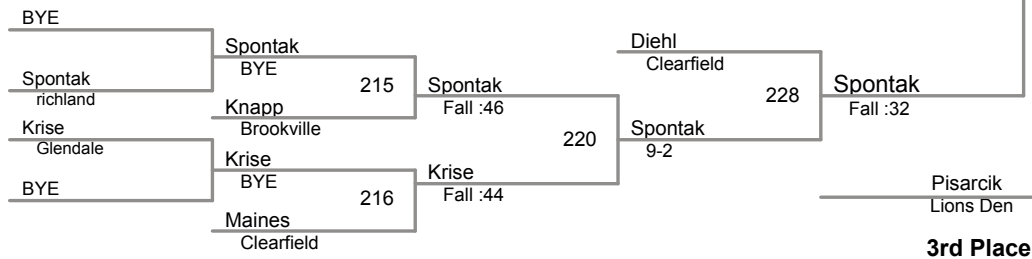 BYE
Spontak
richland
Krise
Glendale
BYE
Spontak
BYE
215
Knapp
Brookville
Krise
BYE
216
Maines
Clearfield
Spontak
Fall :46
220
Krise
Fall :44
Diehl
Clearfield
228
Spontak
9-2
Spontak
Fall :32
Pisarcik
Lions Den
3rd Place